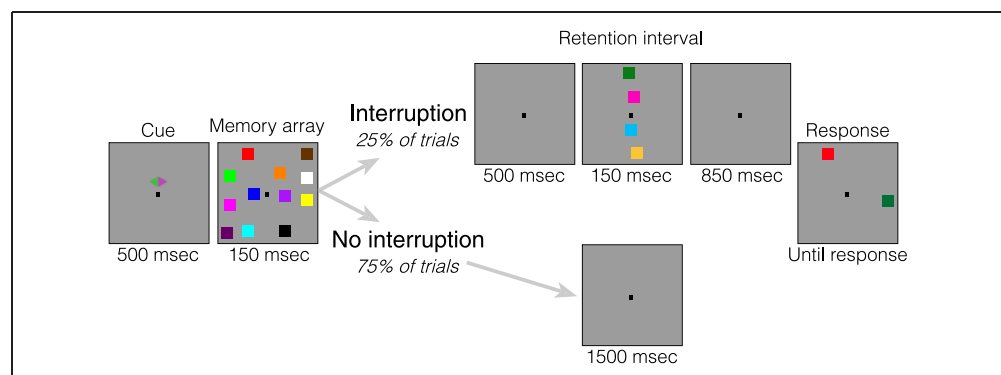 Retention interval
Cue
Memory array
Interruption
25% of trials
Response
500 msec
150 msec
850 msec
500 msec
150 msec
No interruption
75% of trials
Until response
1500 msec